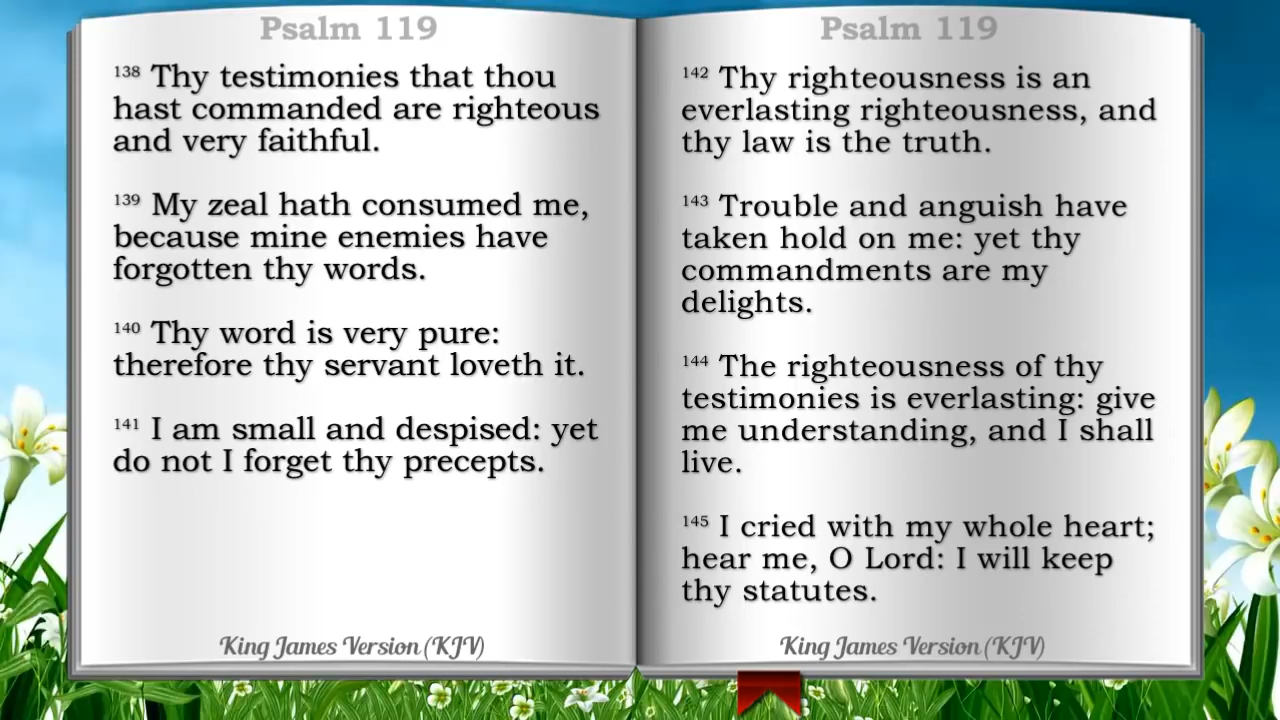 Psalm 119
138 Thy testimonies that thou
hast commanded are righteous
and very faithful.
139 My zeal hath consumed me,
because mine enemies have
forgotten thy words.
140 Thy word is very pure:
therefore thy servant loveth it.
141 I am small and despised: yet
do not I forget thy precepts.
King James Version (KJV)
Psalm 119
142 Thy righteousness is an
everlasting righteousness, and
thy law is the truth.
143 Trouble and anguish have
taken hold on me: yet thy
commandments are my
delights.
144 The righteousness of thy
testimonies is everlasting: give
me understanding, and I shall
live.
145 I cried with my whole heart;
hear me, O Lord: I will keep
thy statutes.
King James Version (KJV)